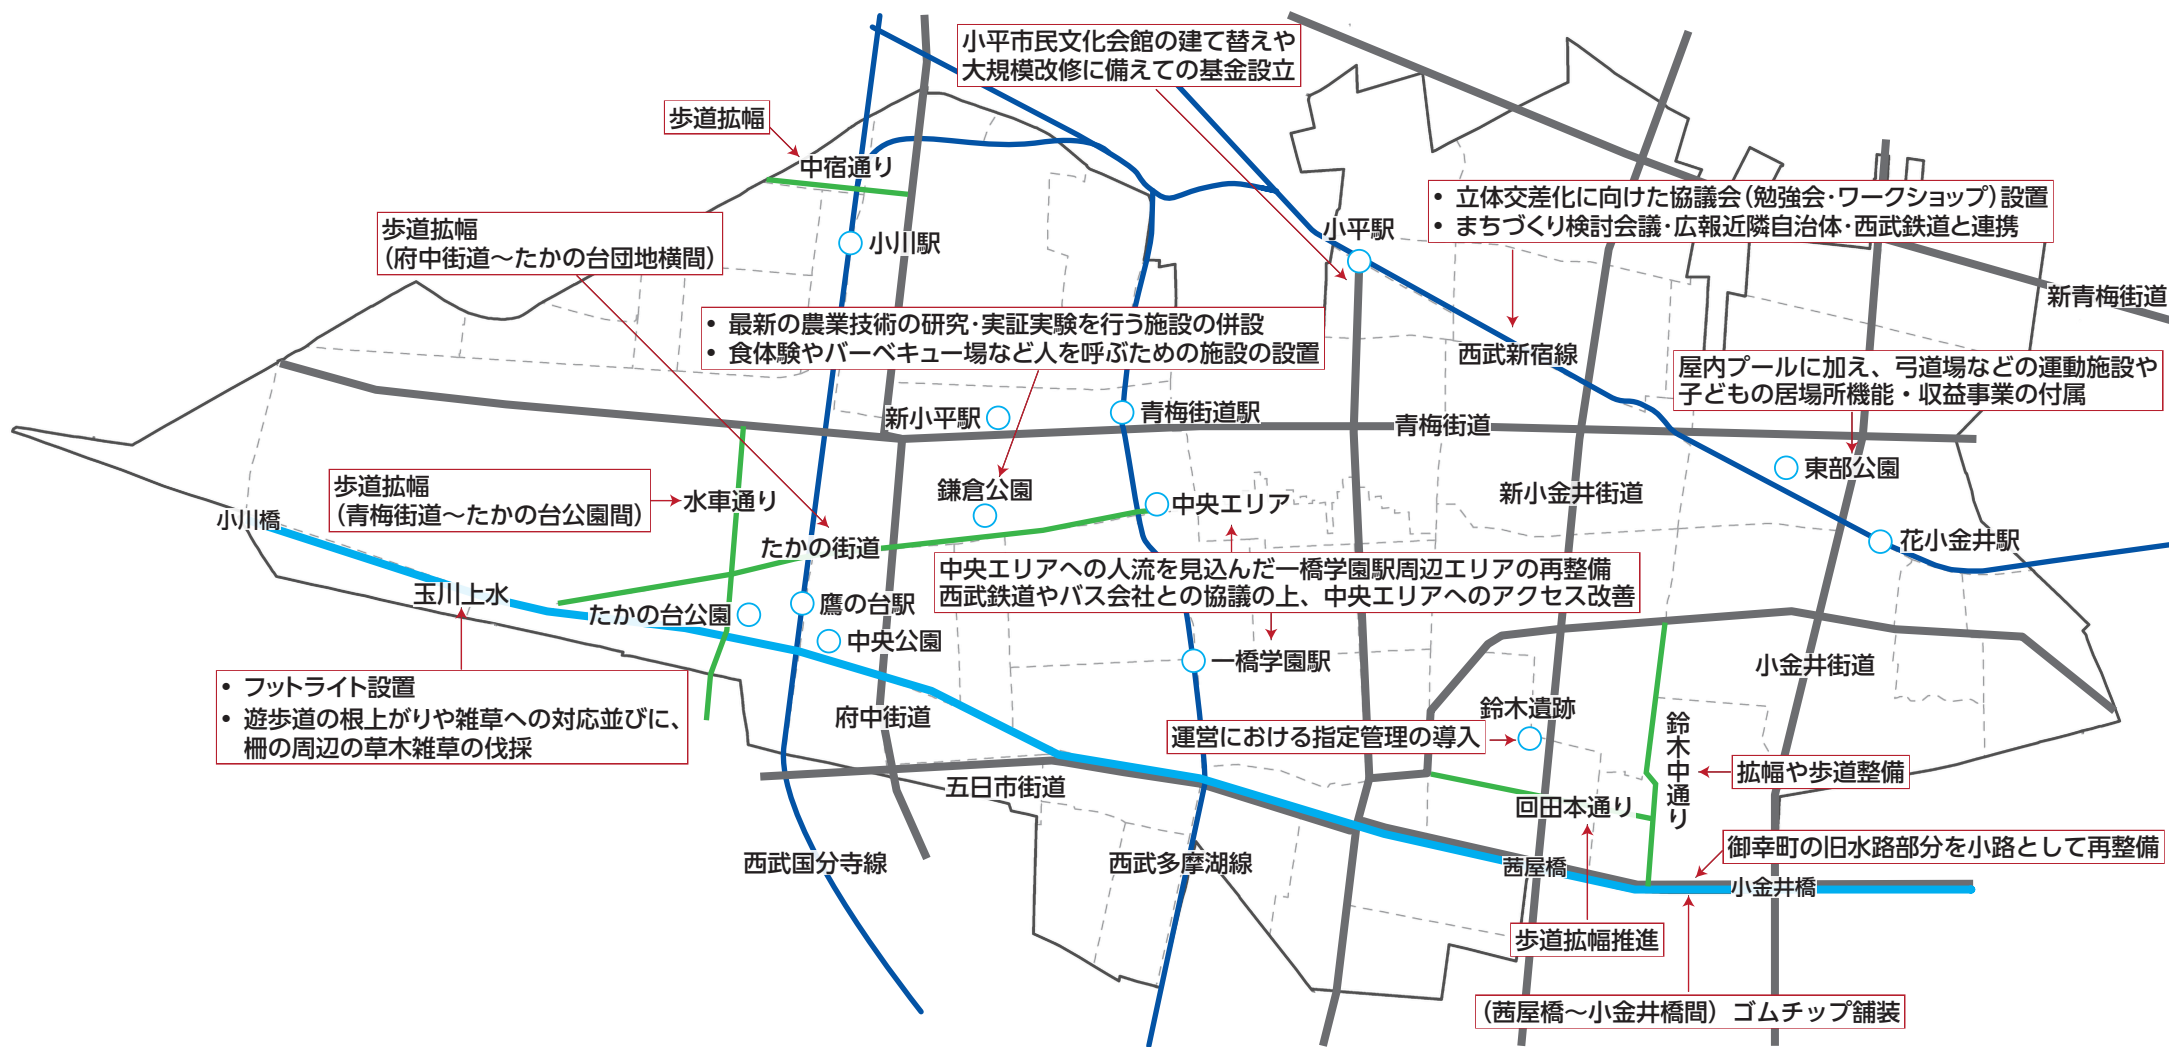 小平市民文化会館の建て替えや
大規模改修に備えての基金設立
歩道拡幅
中宿通り
• 立体交差化に向けた協議会（勉強会・ワークショップ）設置
• まちづくり検討会議・広報近隣自治体・西武鉄道と連携
歩道拡幅
（府中街道〜たかの台団地横間）
小川駅
小平駅
新青梅街道
• 最新の農業技術の研究・実証実験を行う施設の併設
• 食体験やバーベキュー場など人を呼ぶための施設の設置
西武新宿線
屋内プールに加え、弓道場などの運動施設や
子どもの居場所機能・収益事業の付属
新小平駅
青梅街道駅
青梅街道
東部公園
歩道拡幅
（青梅街道〜たかの台公園間）
水車通り
鎌倉公園
中央エリア
新小金井街道
小川橋
たかの街道
花小金井駅
中央エリアへの人流を見込んだ一橋学園駅周辺エリアの再整備
西武鉄道やバス会社との協議の上、中央エリアへのアクセス改善
玉川上水
たかの台公園
鷹の台駅
中央公園
一橋学園駅
小金井街道
• フットライト設置
• 遊歩道の根上がりや雑草への対応並びに、
柵の周辺の草木雑草の伐採
府中街道
鈴木遺跡
運営における指定管理の導入
鈴木中通り
拡幅や歩道整備
五日市街道
回田本通り
御幸町の旧水路部分を小路として再整備
西武国分寺線
西武多摩湖線
茜屋橋
小金井橋
歩道拡幅推進
（茜屋橋〜小金井橋間）ゴムチップ舗装